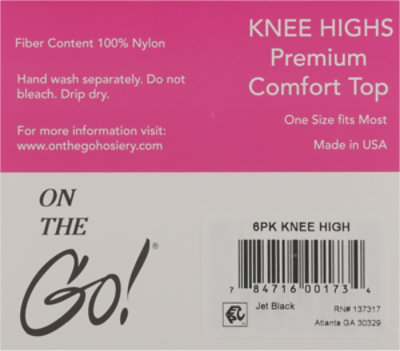 Fiber Content 100% Nylon
Hand wash separately. Do not
bleach. Drip dry.
For more information visit:
www.onthegohosiery.com
KNEE HIGHS
Premium
Comfort Top
One Size fits Most
Made in USA
ON
THE
Go!®
6PK KNEE HIGH
7 84716 00173 4
Jet Black
RN# 137317
Atlanta GA 30329